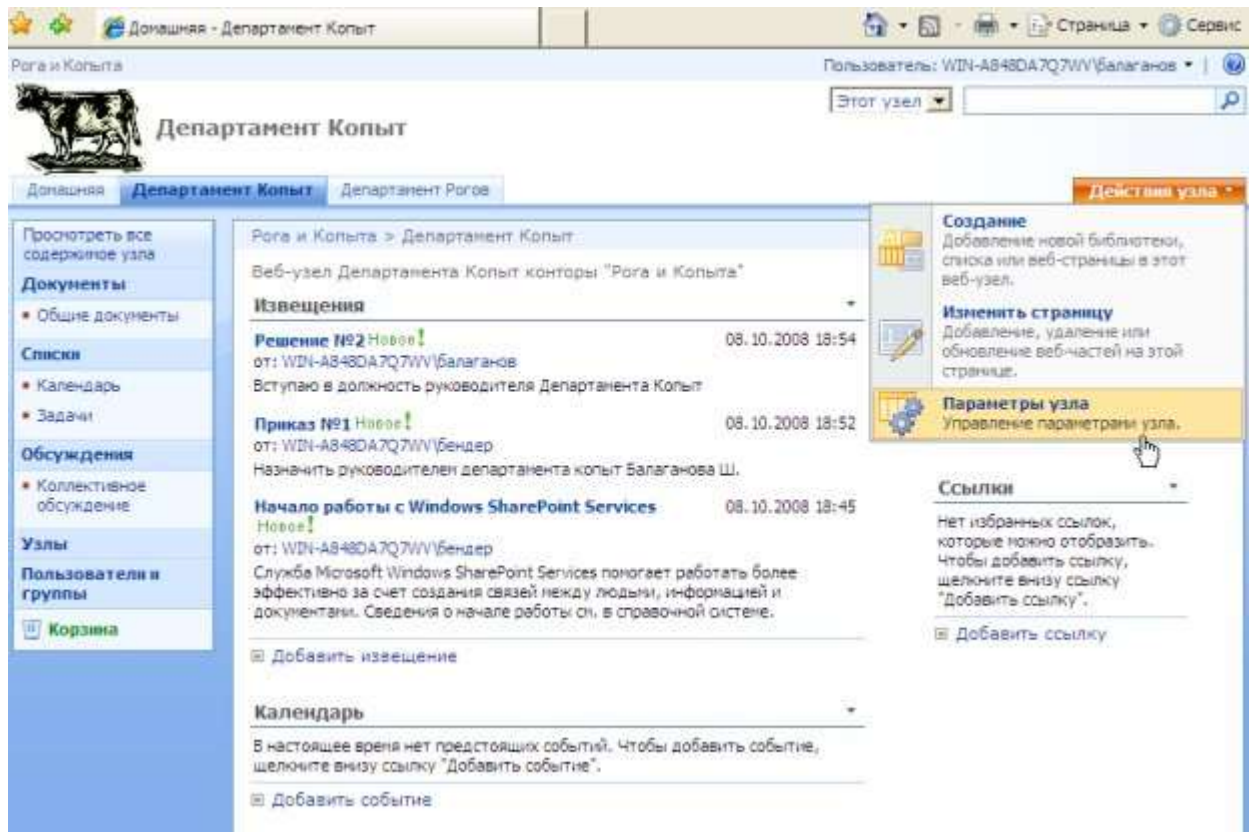 Домашняя - Департамент Копыт
Страница
Сервис
Рога и Копыта
Пользователь: WIN-A848DA7Q7WV\балаганов
Этот узел
Департамент Копыт
Домашняя
Департамент Копыт
Департамент Рогов
Действия узла
Просмотреть все
содержимое узла
Документы
Общие документы
Списки
Календарь
Задачи
Обсуждения
Коллективное
обсуждение
Узлы
Пользователи и
группы
Корзина
Рога и Копыта > Департамент Копыт
Веб-узел Департамента Копыт конторы "Рога и Копыта"
Извещения
Решение №2 Новое!
08.10.2008 18:54
от: WIN-A848DA7Q7WV\балаганов
Вступаю в должность руководителя Департамента Копыт
Приказ №1 Новое!
08.10.2008 18:52
от: WIN-A848DA7Q7WV\бендер
Назначить руководителем департамента копыт Балаганова Ш.
Начало работы с Windows SharePoint Services
08.10.2008 18:45
Новое!
от: WIN-A848DA7Q7WV\бендер
Служба Microsoft Windows SharePoint Services помогает работать более
эффективно за счет создания связей между людьми, информацией и
документами. Сведения о начале работы см. в справочной системе.
Добавить извещение
Календарь
В настоящее время нет предстоящих событий. Чтобы добавить событие,
щелкните внизу ссылку "Добавить событие".
Добавить событие
Создание
Добавление новой библиотеки,
списка или веб-страницы в этот
веб-узел.
Изменить страницу
Добавление, удаление или
обновление веб-частей на этой
странице.
Параметры узла
Управление параметрами узла.
Ссылки
Нет избранных ссылок,
которые можно отобразить.
Чтобы добавить ссылку,
щелкните внизу ссылку
"Добавить ссылку".
Добавить ссылку